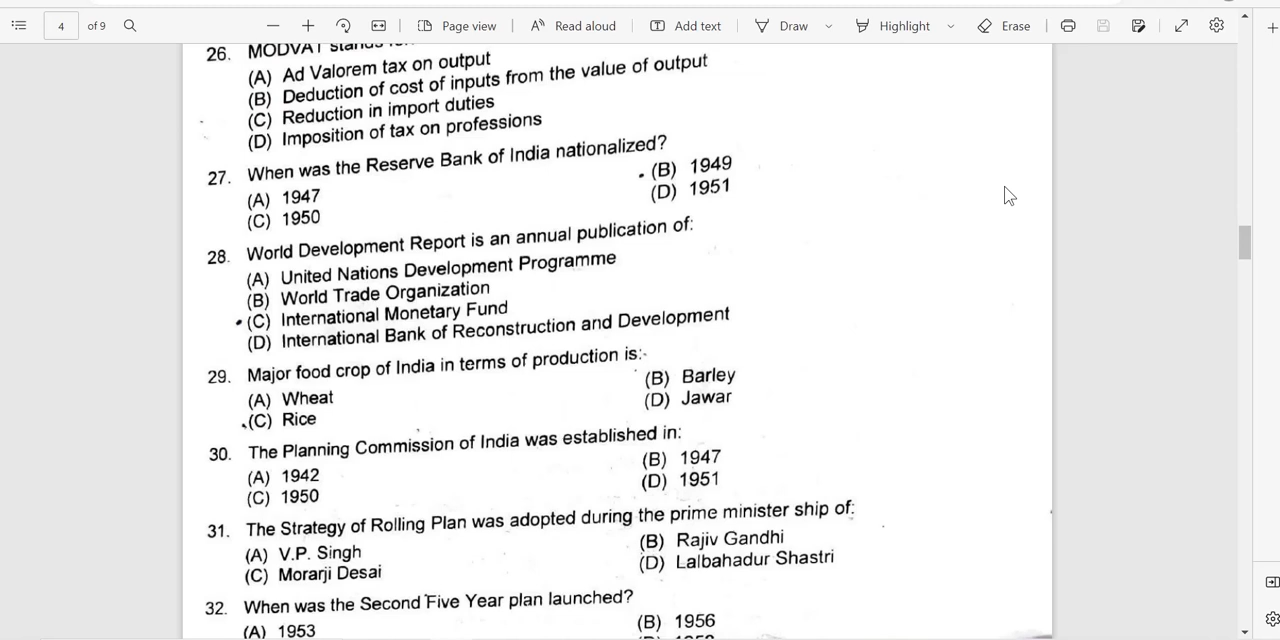 4 of 9 Page view Read aloud Add text Draw Highlight Erase
26. MODVAT stands
(A) Ad Valorem tax on output
(B) Deduction of cost of inputs from the value of output
(C) Reduction in import duties
(D) Imposition of tax on professions
27. When was the Reserve Bank of India nationalized?
(A) 1947 (B) 1949
(C) 1950 (D) 1951
28. World Development Report is an annual publication of:
(A) United Nations Development Programme
(B) World Trade Organization
(C) International Monetary Fund
(D) International Bank of Reconstruction and Development
29. Major food crop of India in terms of production is:-
(A) Wheat (B) Barley
(C) Rice (D) Jawar
30. The Planning Commission of India was established in:
(A) 1942 (B) 1947
(C) 1950 (D) 1951
31. The Strategy of Rolling Plan was adopted during the prime minister ship of:
(A) V.P. Singh (B) Rajiv Gandhi
(C) Morarji Desai (D) Lalbahadur Shastri
32. When was the Second Five Year plan launched?
(A) 1953 (B) 1956